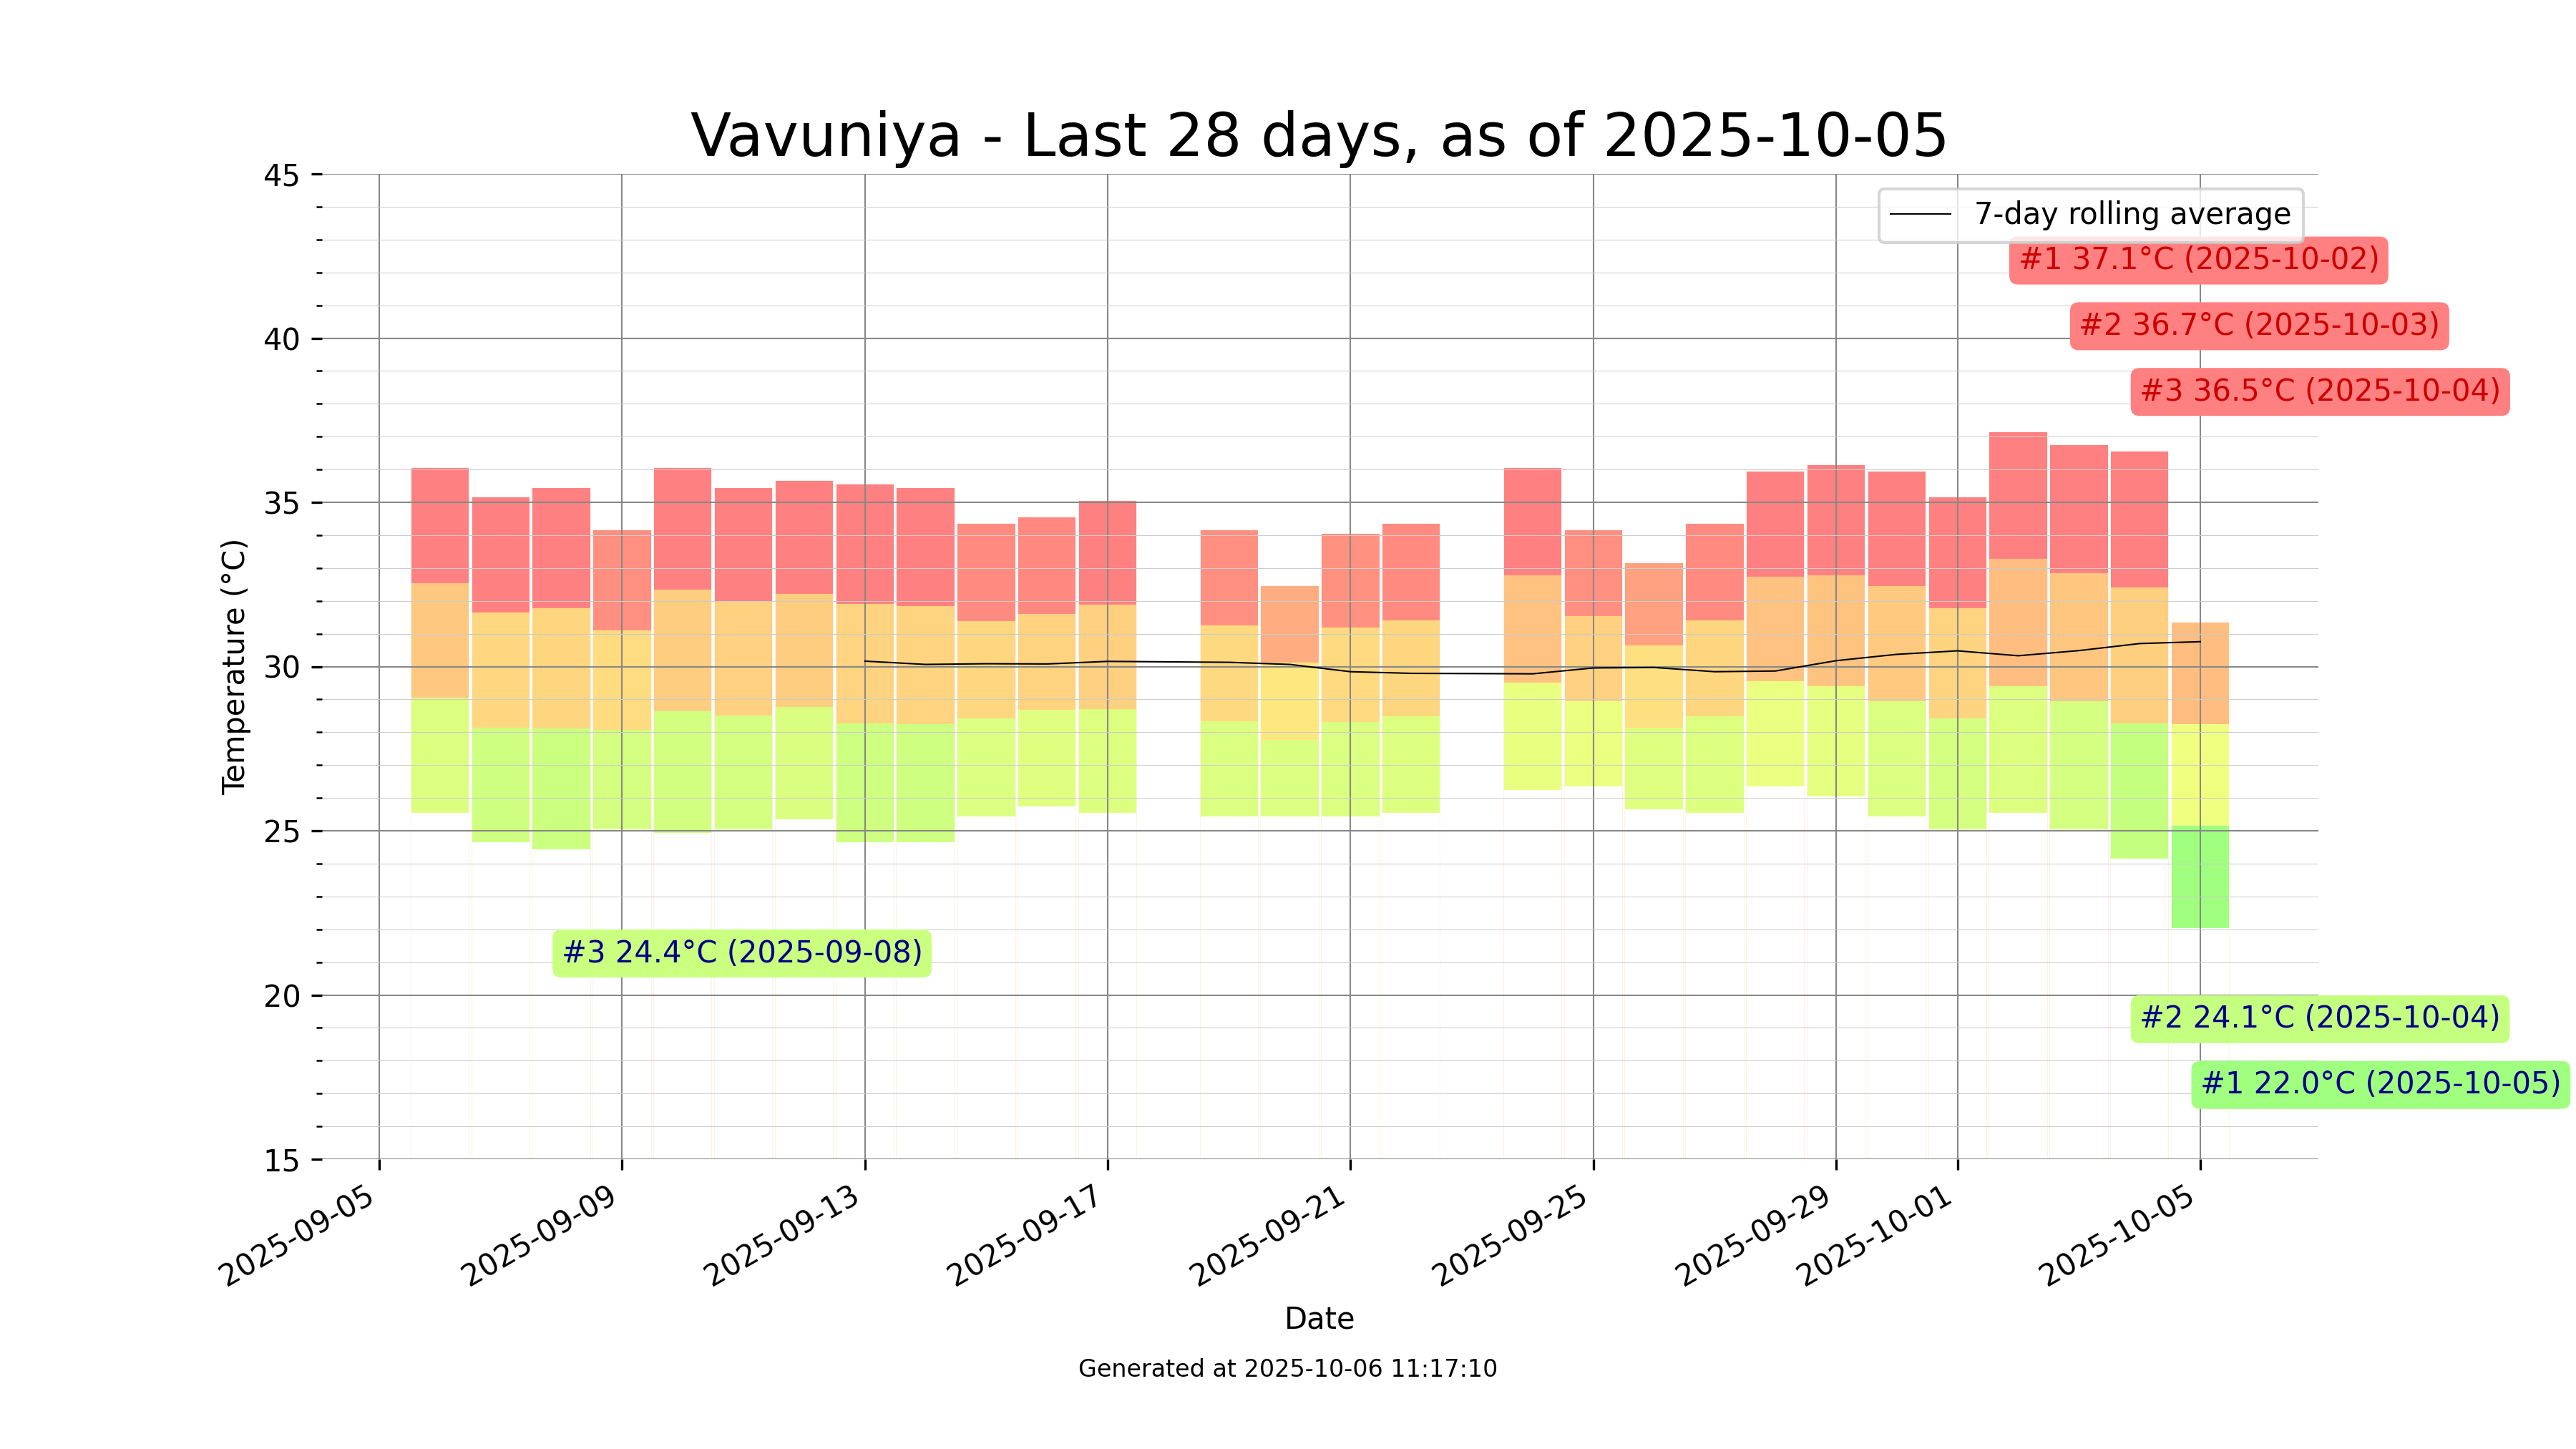 Vavuniya - Last 28 days, as of 2025-10-05
45
7-day rolling average
#1 37.1°C (2025-10-02)
40
#2 36.7°C (2025-10-03)
#3 36.5°C (2025-10-04)
35
Temperature (°C)
30
25
#3 24.4°C (2025-09-08)
20
#2 24.1°C (2025-10-04)
#1 22.0°C (2025-10-05)
15
2025-09-05
2025-09-09
2025-09-13
2025-09-17
2025-09-21
2025-09-25
2025-09-29
2025-10-01
2025-10-05
Date
Generated at 2025-10-06 11:17:10